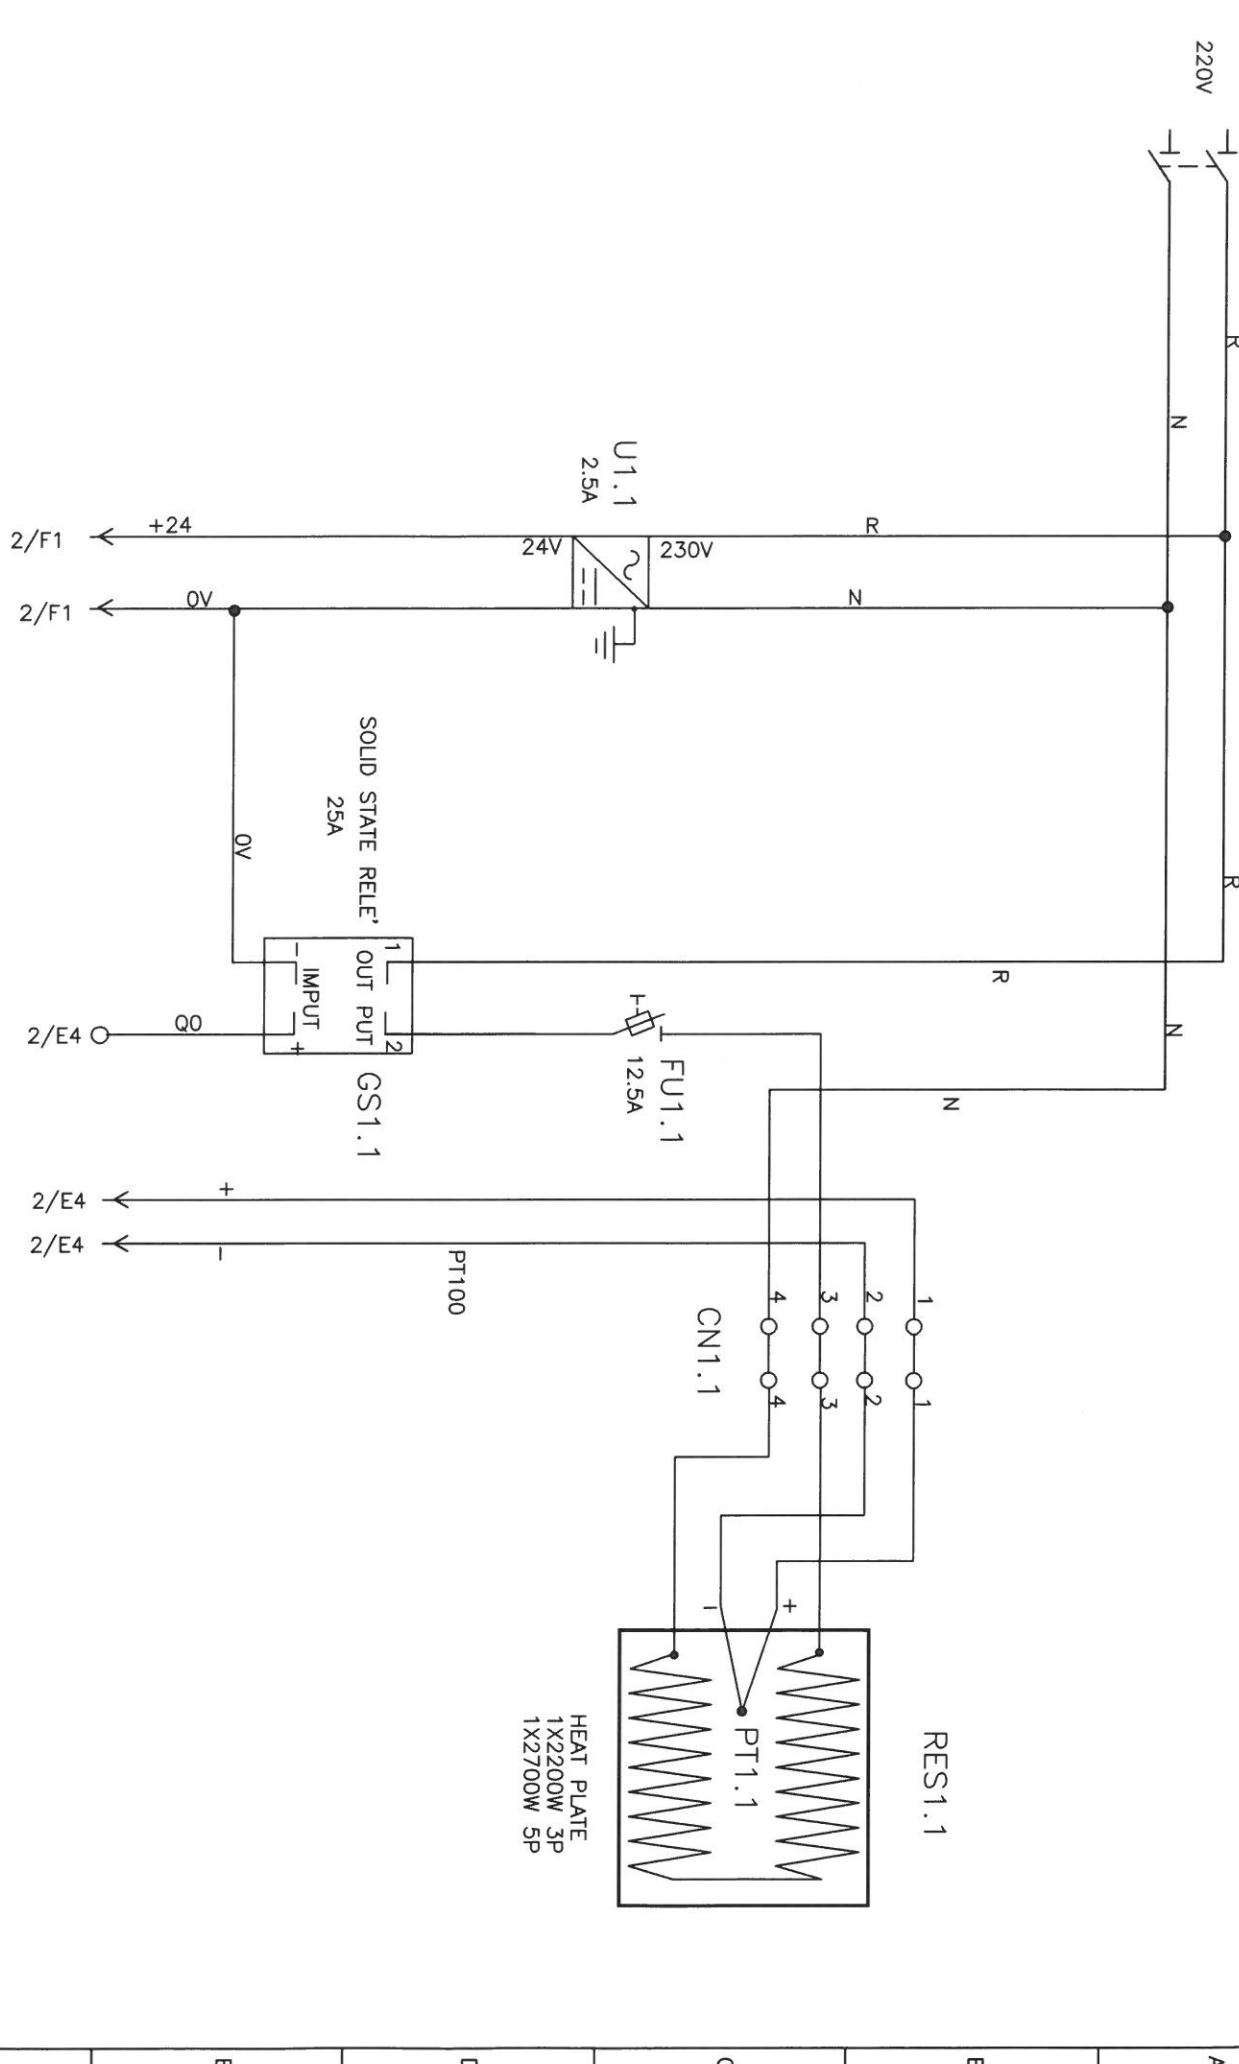 220V
R
N
U1.1
2.5A
2/F1
+24
24V
230V
R
2/F1
0V
N
SOLID STATE RELE'
25A
0V
R
-
IMPUT
+
1
OUT PUT
2
R
2/E4
Q0
GS1.1
FU1.1
12.5A
N
N
2/E4
+
2/E4
-
PT100
CN1.1
4
3
2
1
4
3
2
1
-
+
RES1.1
PT1.1
HEAT PLATE
1X2200W 3P
1X2700W 5P